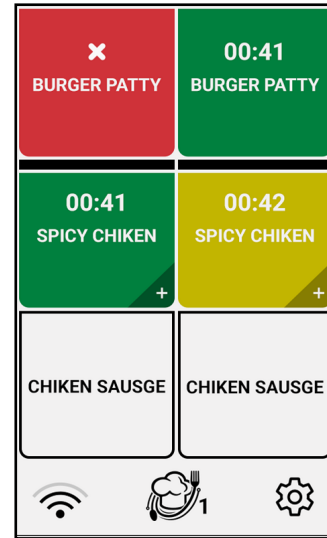 00:41
BURGER PATTY
BURGER PATTY
00:41
00:42
SPICY CHIKEN
SPICY CHIKEN
+
+
CHIKEN SAUSGE
CHIKEN SAUSGE
1